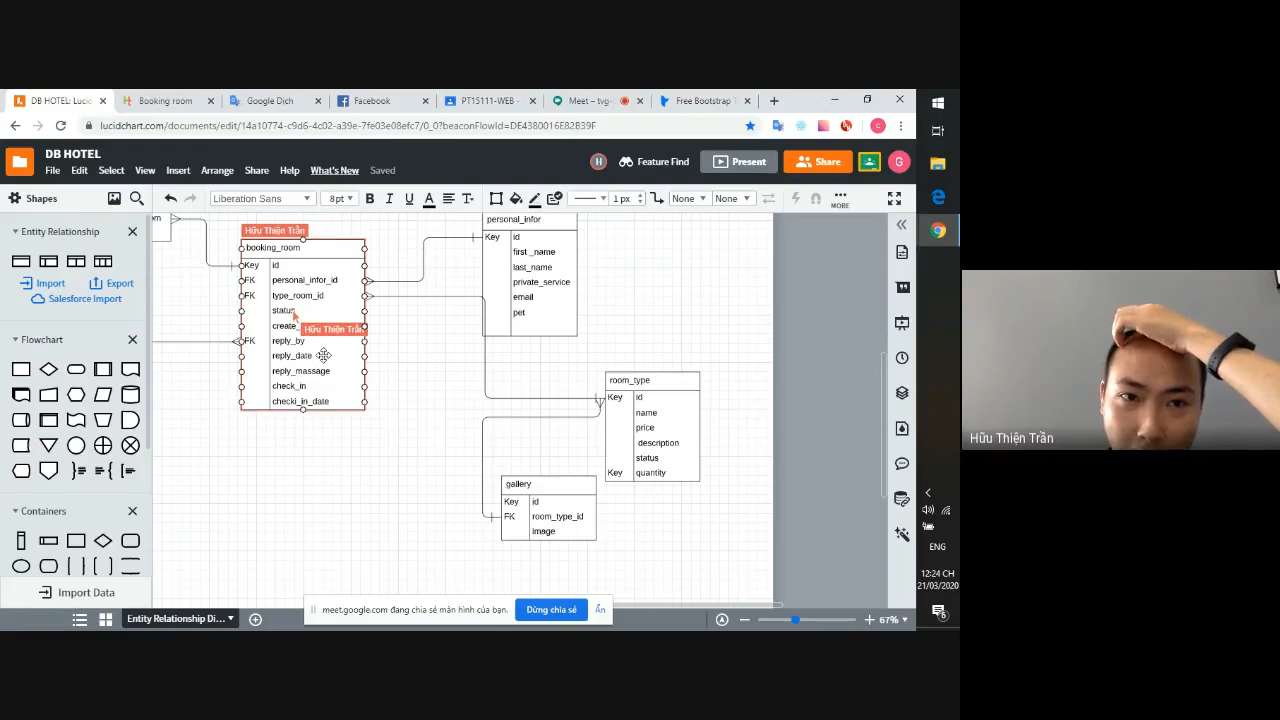 DB HOTEL: Lucid
Booking room
Google Dịch
Facebook
PT15111-WEB -
Meet – tvg-
Free Bootstrap T
lucidchart.com/documents/edit/14a10774-c9d6-4c02-a39e-7fe03e08efc7/0_0?beaconFlowId=DE4380016E82B39F
DB HOTEL
File Edit Select View Insert Arrange Share Help What's New Saved
H
Feature Find
Present
Share
G
Shapes
Liberation Sans
8pt
B I U A
1 px
None
None
MORE
Entity Relationship
Import
Export
Salesforce Import
Flowchart
Containers
Import Data
Hữu Thiện Trần
booking_room
Key id
FK personal_infor_id
FK type_room_id
status
create_
Hữu Thiện Trần
FK reply_by
reply_date
reply_massage
check_in
checki_in_date
personal_infor
Key id
first _name
last_name
private_service
email
pet
room_type
Key id
name
price
description
status
Key quantity
gallery
Key id
FK room_type_id
image
meet.google.com đang chia sẻ màn hình của bạn.
Dừng chia sẻ
Ẩn
Entity Relationship Di...
67%
ENG
12:24 CH
21/03/2020
Hữu Thiện Trần